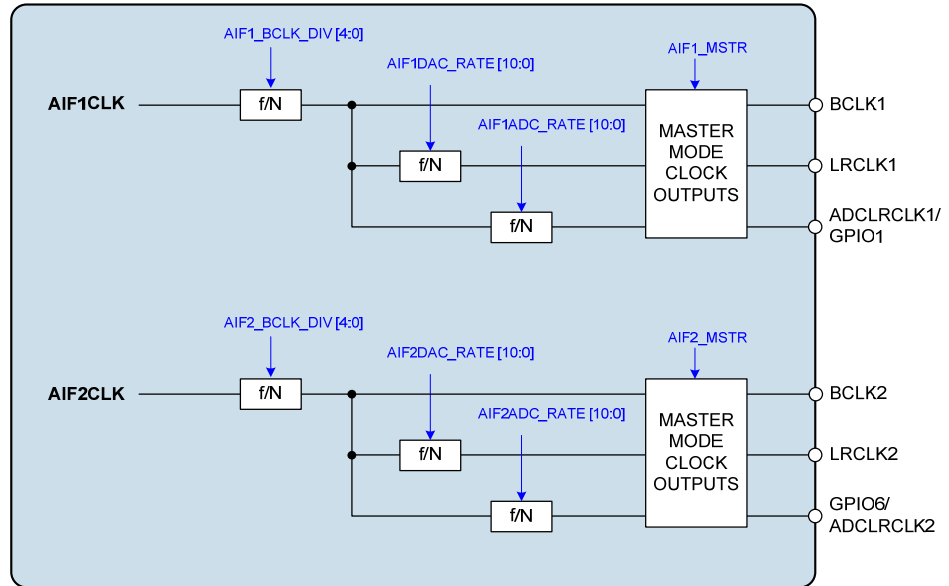 AIF1_BCLK_DIV [4:0]
AIF1DAC_RATE [10:0]
AIF1_MSTR
AIF1CLK
f/N
AIF1ADC_RATE [10:0]
MASTER
MODE
CLOCK
OUTPUTS
BCLK1
f/N
LRCLK1
f/N
ADCLRCLK1/
GPIO1
AIF2_BCLK_DIV [4:0]
AIF2DAC_RATE [10:0]
AIF2_MSTR
AIF2CLK
f/N
AIF2ADC_RATE [10:0]
MASTER
MODE
CLOCK
OUTPUTS
BCLK2
f/N
LRCLK2
f/N
GPIO6/
ADCLRCLK2